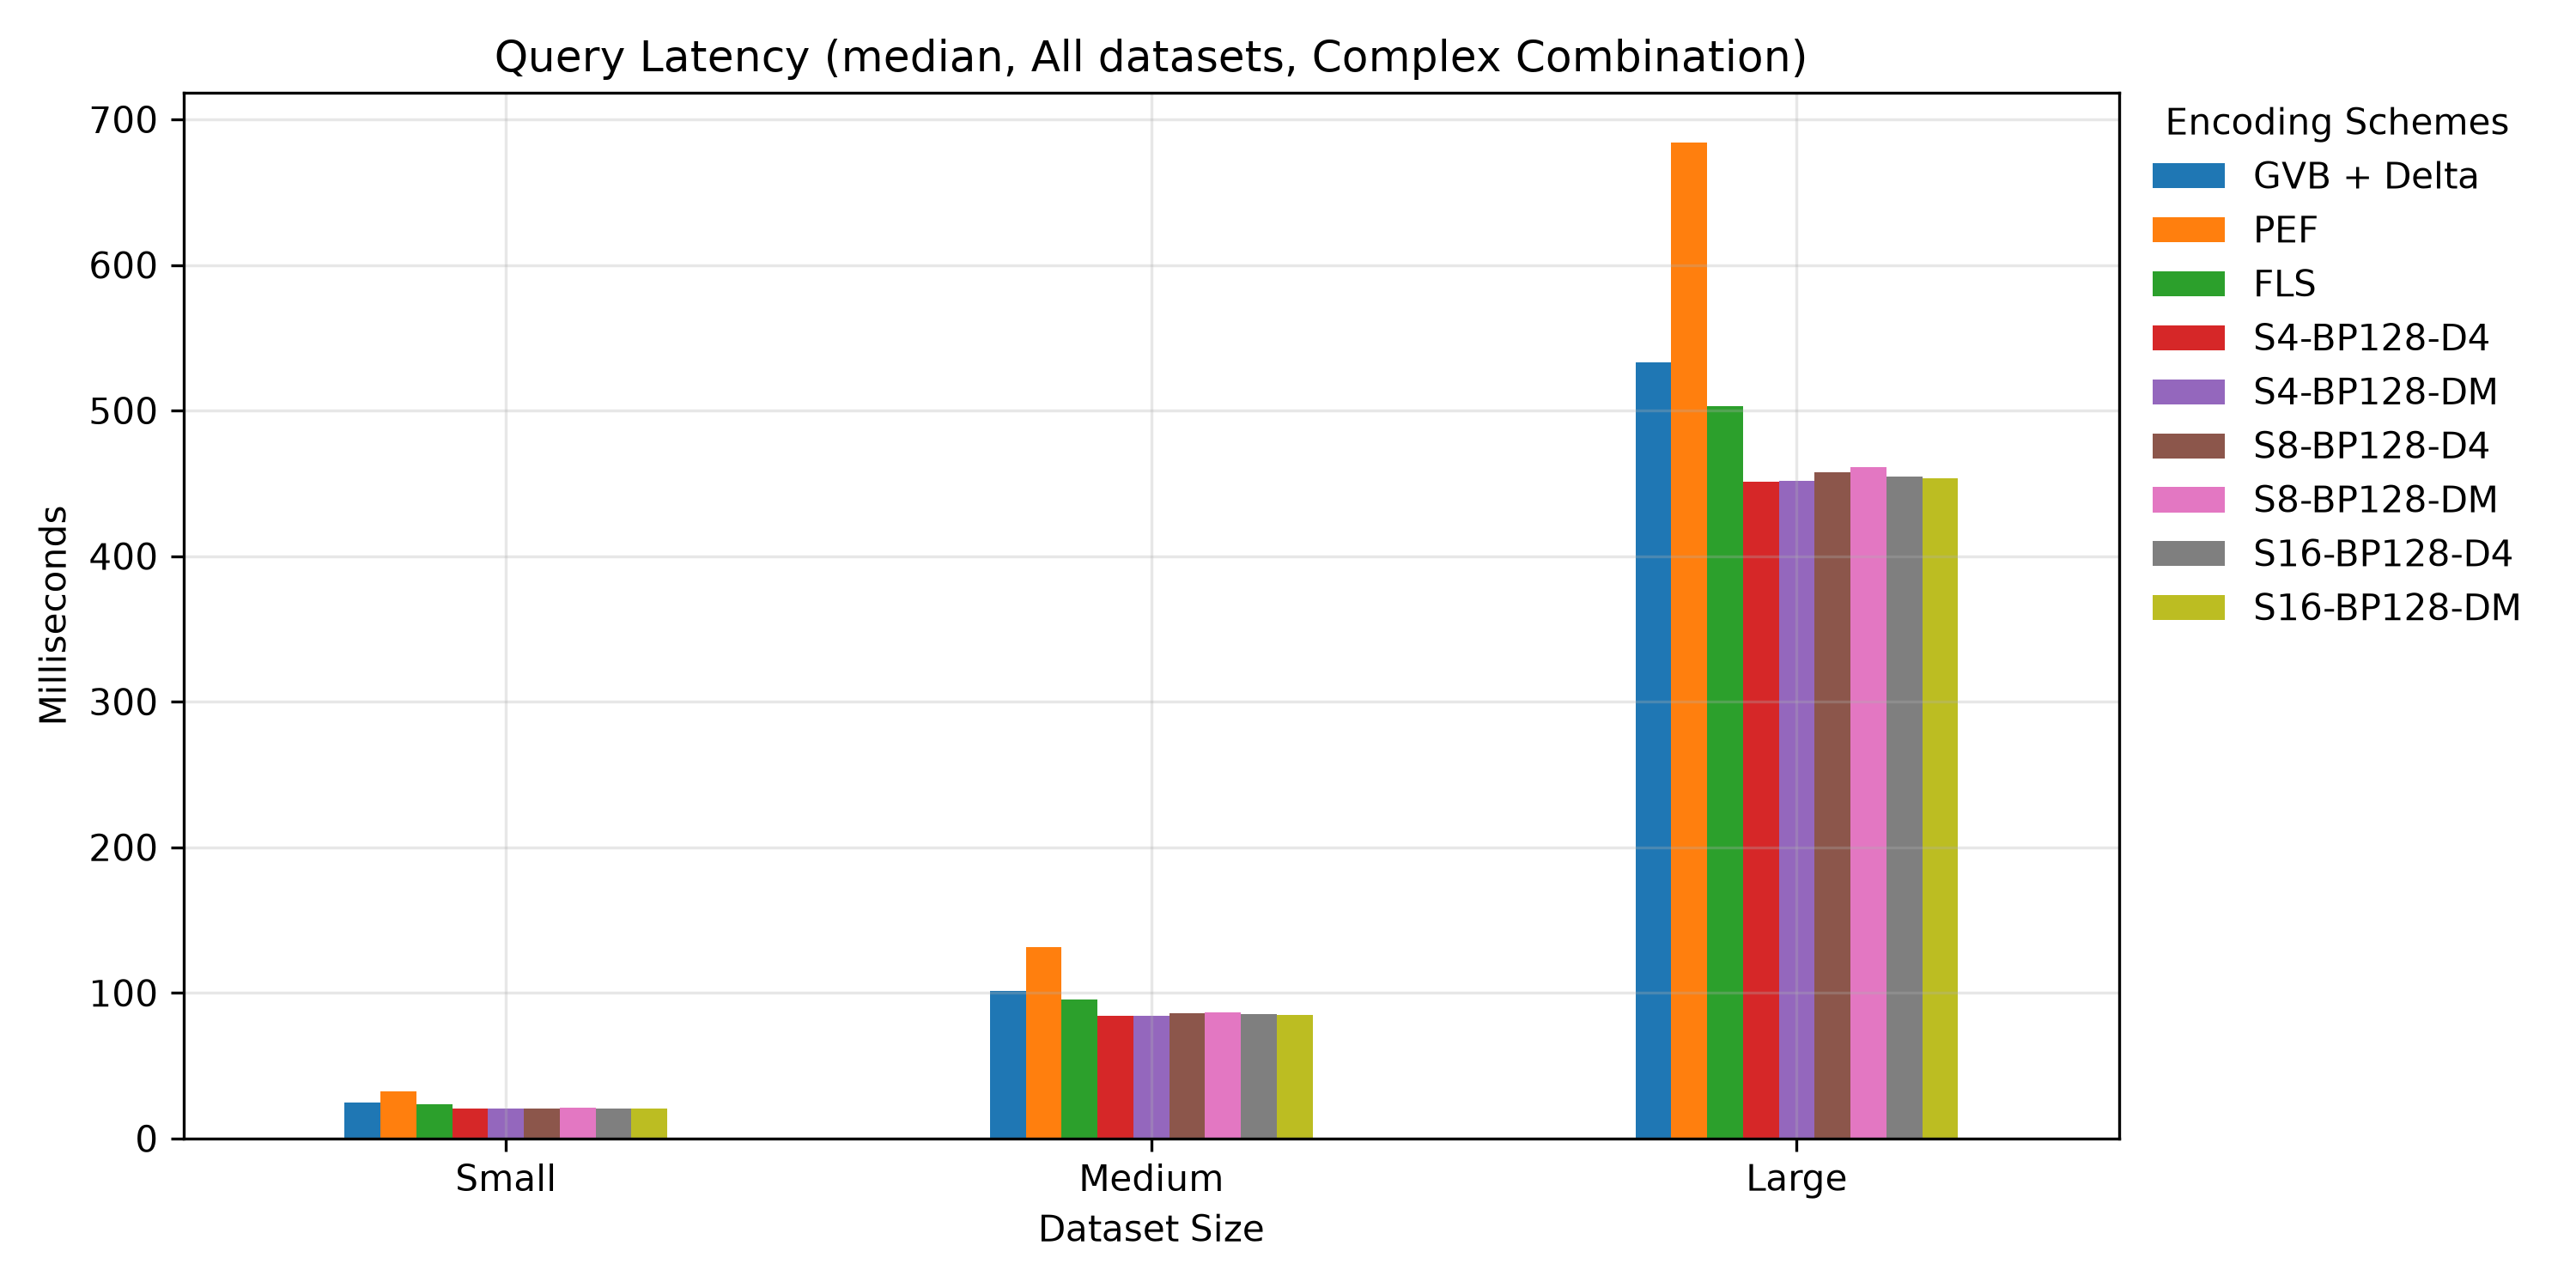 Query Latency (median, All datasets, Complex Combination)
Milliseconds
700
600
500
400
300
200
100
0
Small
Medium
Large
Dataset Size
Encoding Schemes
GVB + Delta
PEF
FLS
S4-BP128-D4
S4-BP128-DM
S8-BP128-D4
S8-BP128-DM
S16-BP128-D4
S16-BP128-DM